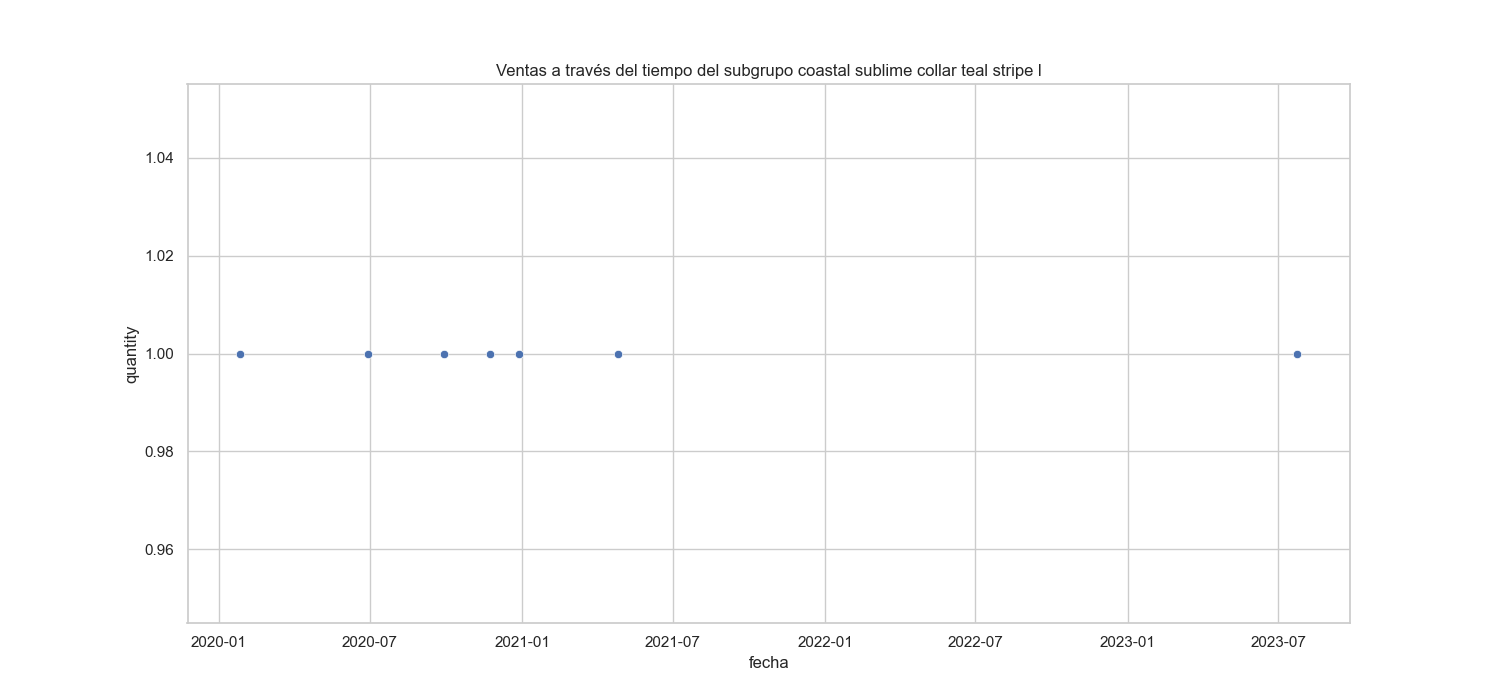 Ventas a través del tiempo del subgrupo coastal sublime collar teal stripe l
1.04
1.02
1.00
0.98
0.96
quantity
2020-01 2020-07 2021-01 2021-07 2022-01 2022-07 2023-01 2023-07
fecha